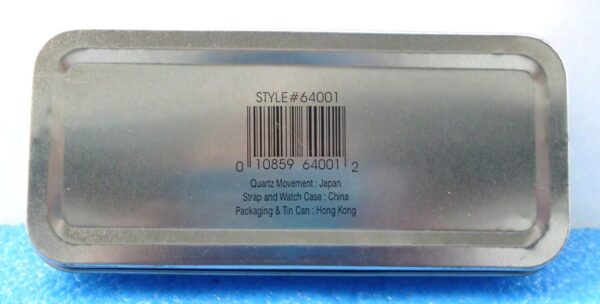 STYLE#64001
0 10859 64001 2
Quartz Movement : Japan
Strap and Watch Case : China
Packaging & Tin Can : Hong Kong